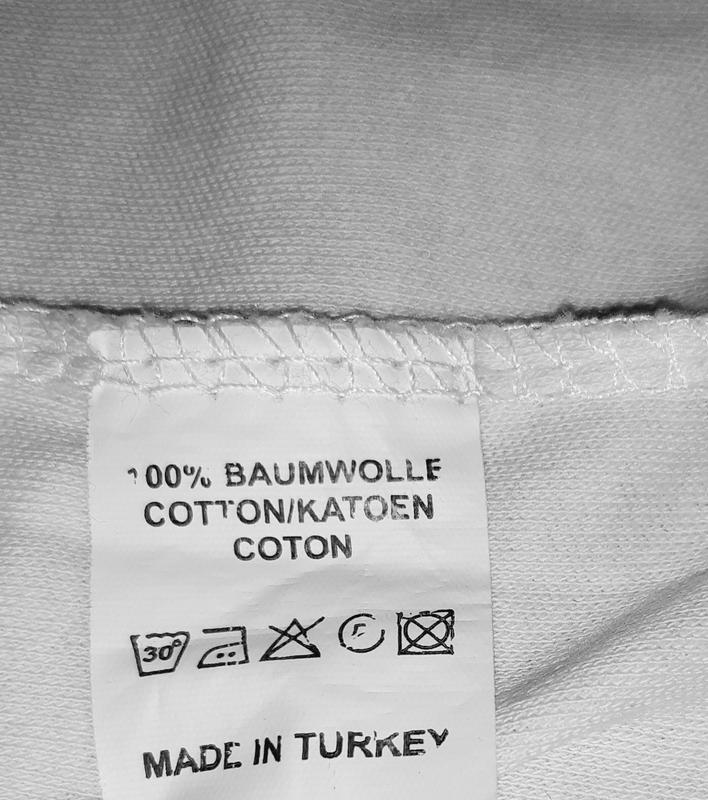 100% BAUMWOLLE
COTTON/KATOEN
COTON
30°
F
MADE IN TURKEY